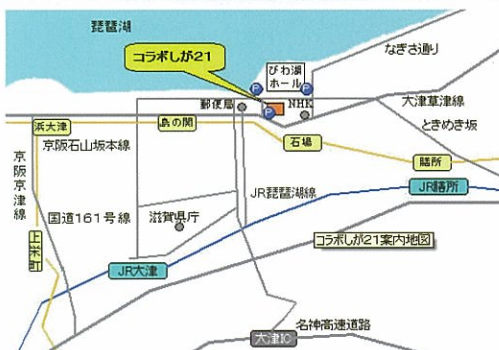 琵琶湖
なぎさ通り
コラボしが21
びわ湖
ホール
P
P
P
郵便局
NHK
大津草津線
ときめき坂
浜大津
島の関
石場
膳所
京阪石山坂本線
京阪京津線
JR琵琶湖線
JR膳所
国道161号線
滋賀県庁
上栄町
コラボしが21案内地図
JR大津
名神高速道路
大津IC